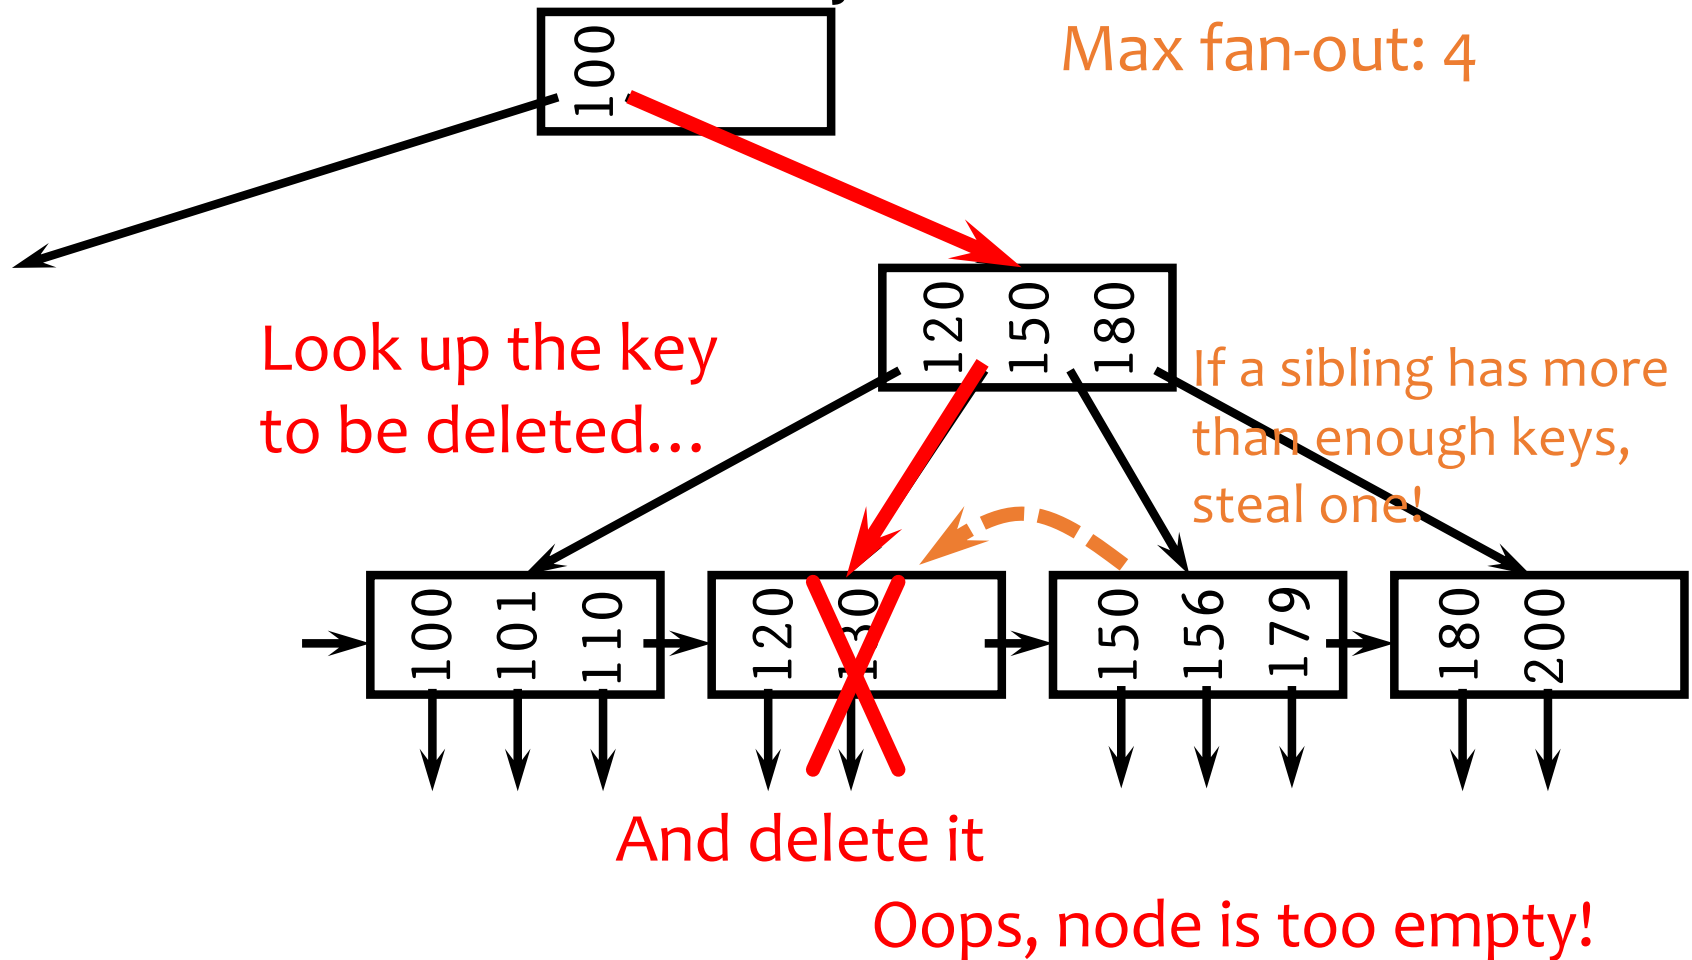 100
Max fan-out: 4
120 150 180
Look up the key
to be deleted...
If a sibling has more
than enough keys,
steal one!
100 101 110
120 130
150 156 179
180 200
And delete it
Oops, node is too empty!